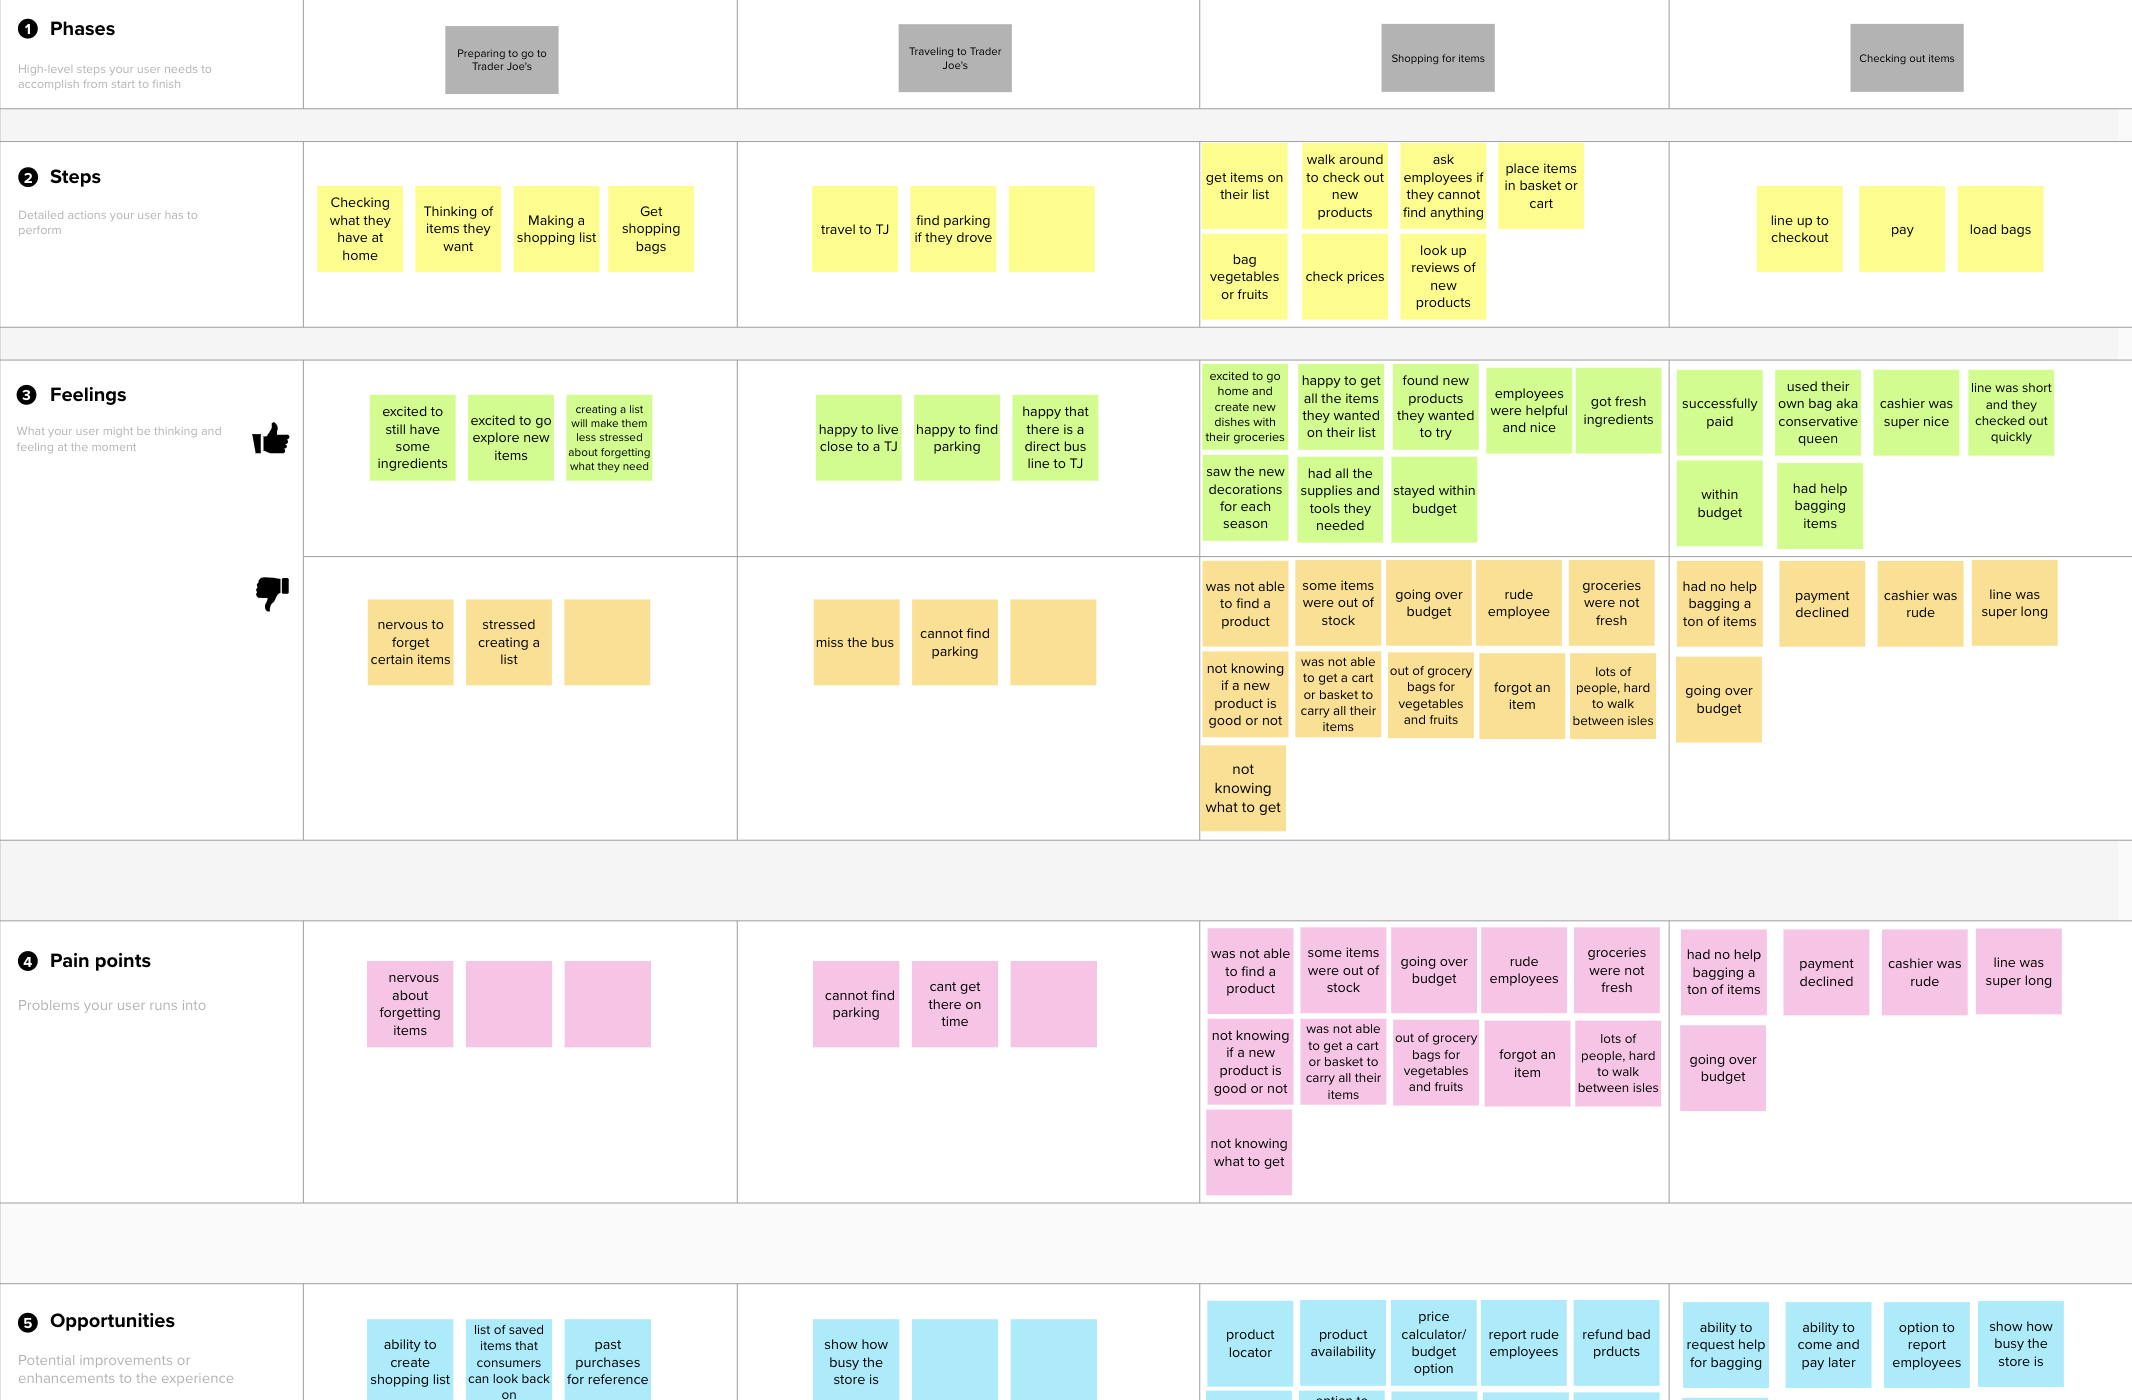 1 Phases
High-level steps your user needs to
accomplish from start to finish
Preparing to go to
Trader Joe's
Traveling to Trader
Joe's
Shopping for items
Checking out items
2 Steps
Detailed actions your user has to
perform
Checking
what they
have at
home
Thinking of
items they
want
Making a
shopping list
Get
shopping
bags
travel to TJ
find parking
if they drove
get items on
their list
walk around
to check out
new
products
ask
employees if
they cannot
find anything
place items
in basket or
cart
bag
vegetables
or fruits
check prices
look up
reviews of
new
products
line up to
checkout
pay
load bags
3 Feelings
What your user might be thinking and
feeling at the moment
excited to
still have
some
ingredients
excited to go
explore new
items
creating a list
will make them
less stressed
about forgetting
what they need
happy to live
close to a TJ
happy to find
parking
happy that
there is a
direct bus
line to TJ
excited to go
home and
create new
dishes with
their groceries
happy to get
all the items
they wanted
on their list
found new
products
they wanted
to try
employees
were helpful
and nice
got fresh
ingredients
saw the new
decorations
for each
season
had all the
supplies and
tools they
needed
stayed within
budget
successfully
paid
used their
own bag aka
conservative
queen
cashier was
super nice
line was short
and they
checked out
quickly
within
budget
had help
bagging
items
nervous to
forget
certain items
stressed
creating a
list
miss the bus
cannot find
parking
was not able
to find a
product
some items
were out of
stock
going over
budget
rude
employee
groceries
were not
fresh
not knowing
if a new
product is
good or not
was not able
to get a cart
or basket to
carry all their
items
out of grocery
bags for
vegetables
and fruits
forgot an
item
lots of
people, hard
to walk
between isles
not
knowing
what to get
had no help
bagging a
ton of items
payment
declined
cashier was
rude
line was
super long
going over
budget
4 Pain points
Problems your user runs into
nervous
about
forgetting
items
cannot find
parking
cant get
there on
time
was not able
to find a
product
some items
were out of
stock
going over
budget
rude
employees
groceries
were not
fresh
not knowing
if a new
product is
good or not
was not able
to get a cart
or basket to
carry all their
items
out of grocery
bags for
vegetables
and fruits
forgot an
item
lots of
people, hard
to walk
between isles
not knowing
what to get
had no help
bagging a
ton of items
payment
declined
cashier was
rude
line was
super long
going over
budget
5 Opportunities
Potential improvements or
enhancements to the experience
ability to
create
shopping list
list of saved
items that
consumers
can look back
on
past
purchases
for reference
show how
busy the
store is
product
locator
product
availability
price
calculator/
budget
option
report rude
employees
refund bad
prducts
ability to
request help
for bagging
ability to
come and
pay later
option to
report
employees
show how
busy the
store is